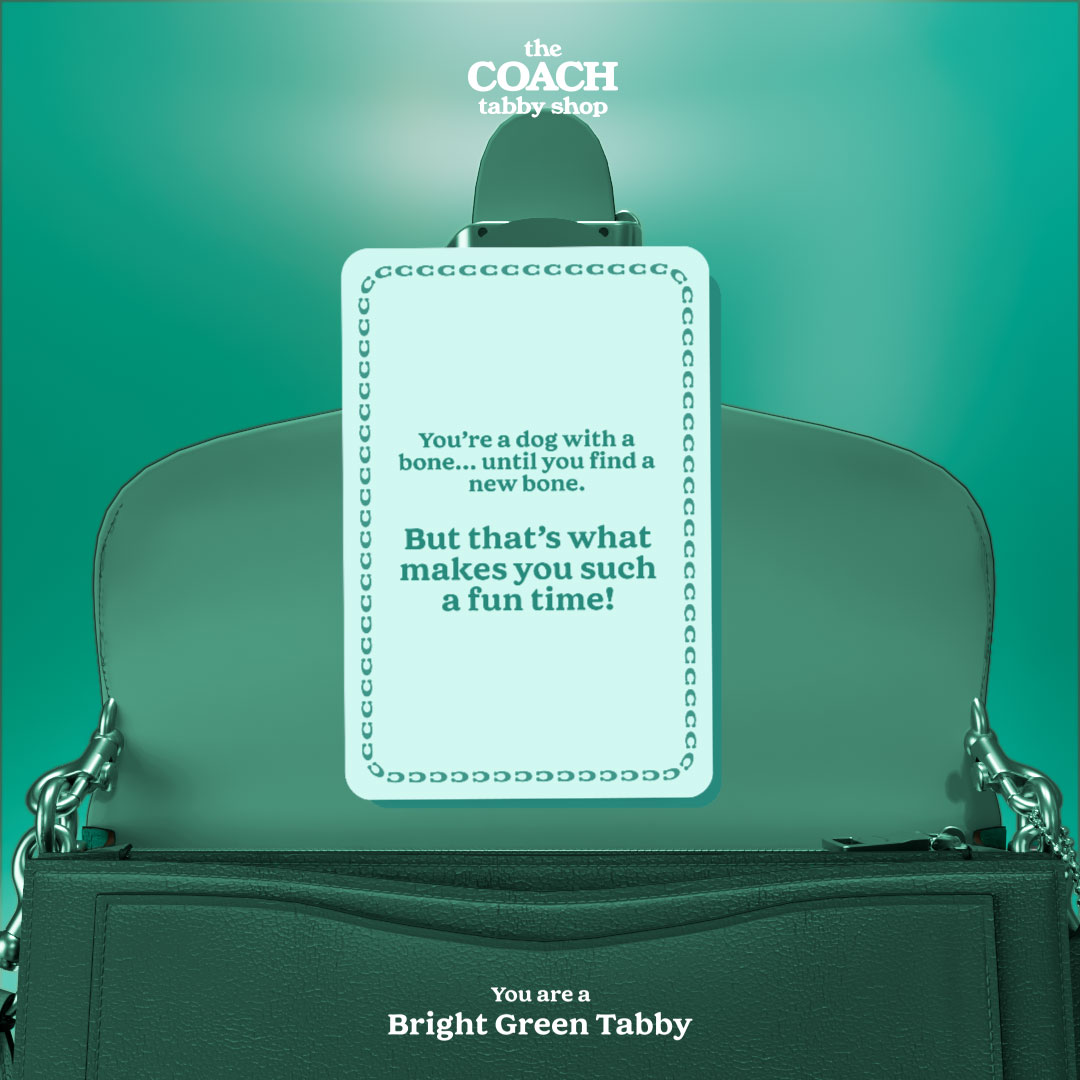 the
COACH
tabby shop
You're a dog with a
bone... until you find a
new bone.
But that's what
makes you such
a fun time!
You are a
Bright Green Tabby